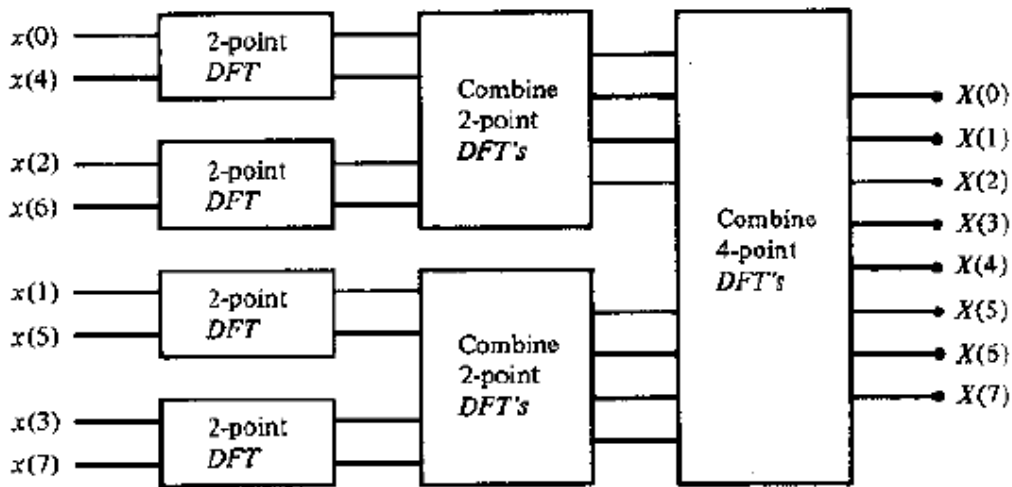 x(0)
x(4)
x(2)
x(6)
x(1)
x(5)
x(3)
x(7)
2-point
DFT
2-point
DFT
2-point
DFT
2-point
DFT
Combine
2-point
DFT's
Combine
2-point
DFT's
Combine
4-point
DFT's
X(0)
X(1)
X(2)
X(3)
X(4)
X(5)
X(6)
X(7)